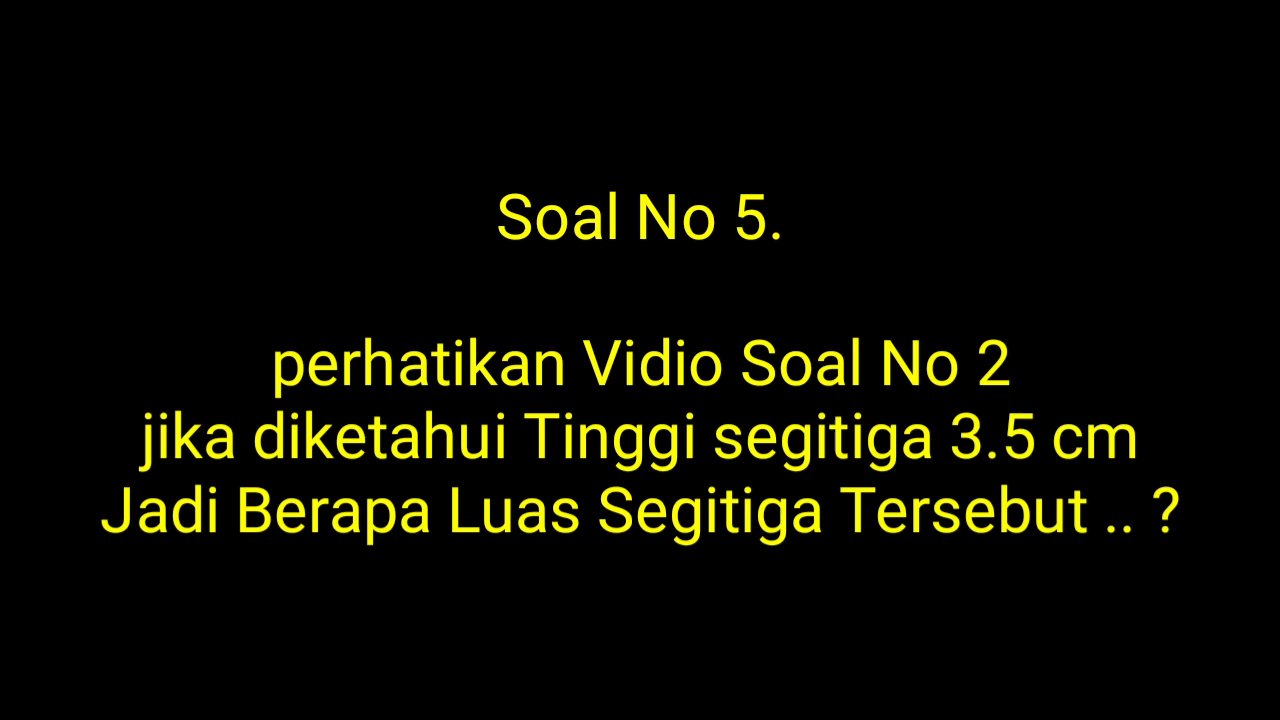 Soal No 5.
perhatikan Vidio Soal No 2
jika diketahui Tinggi segitiga 3.5 cm
Jadi Berapa Luas Segitiga Tersebut .. ?